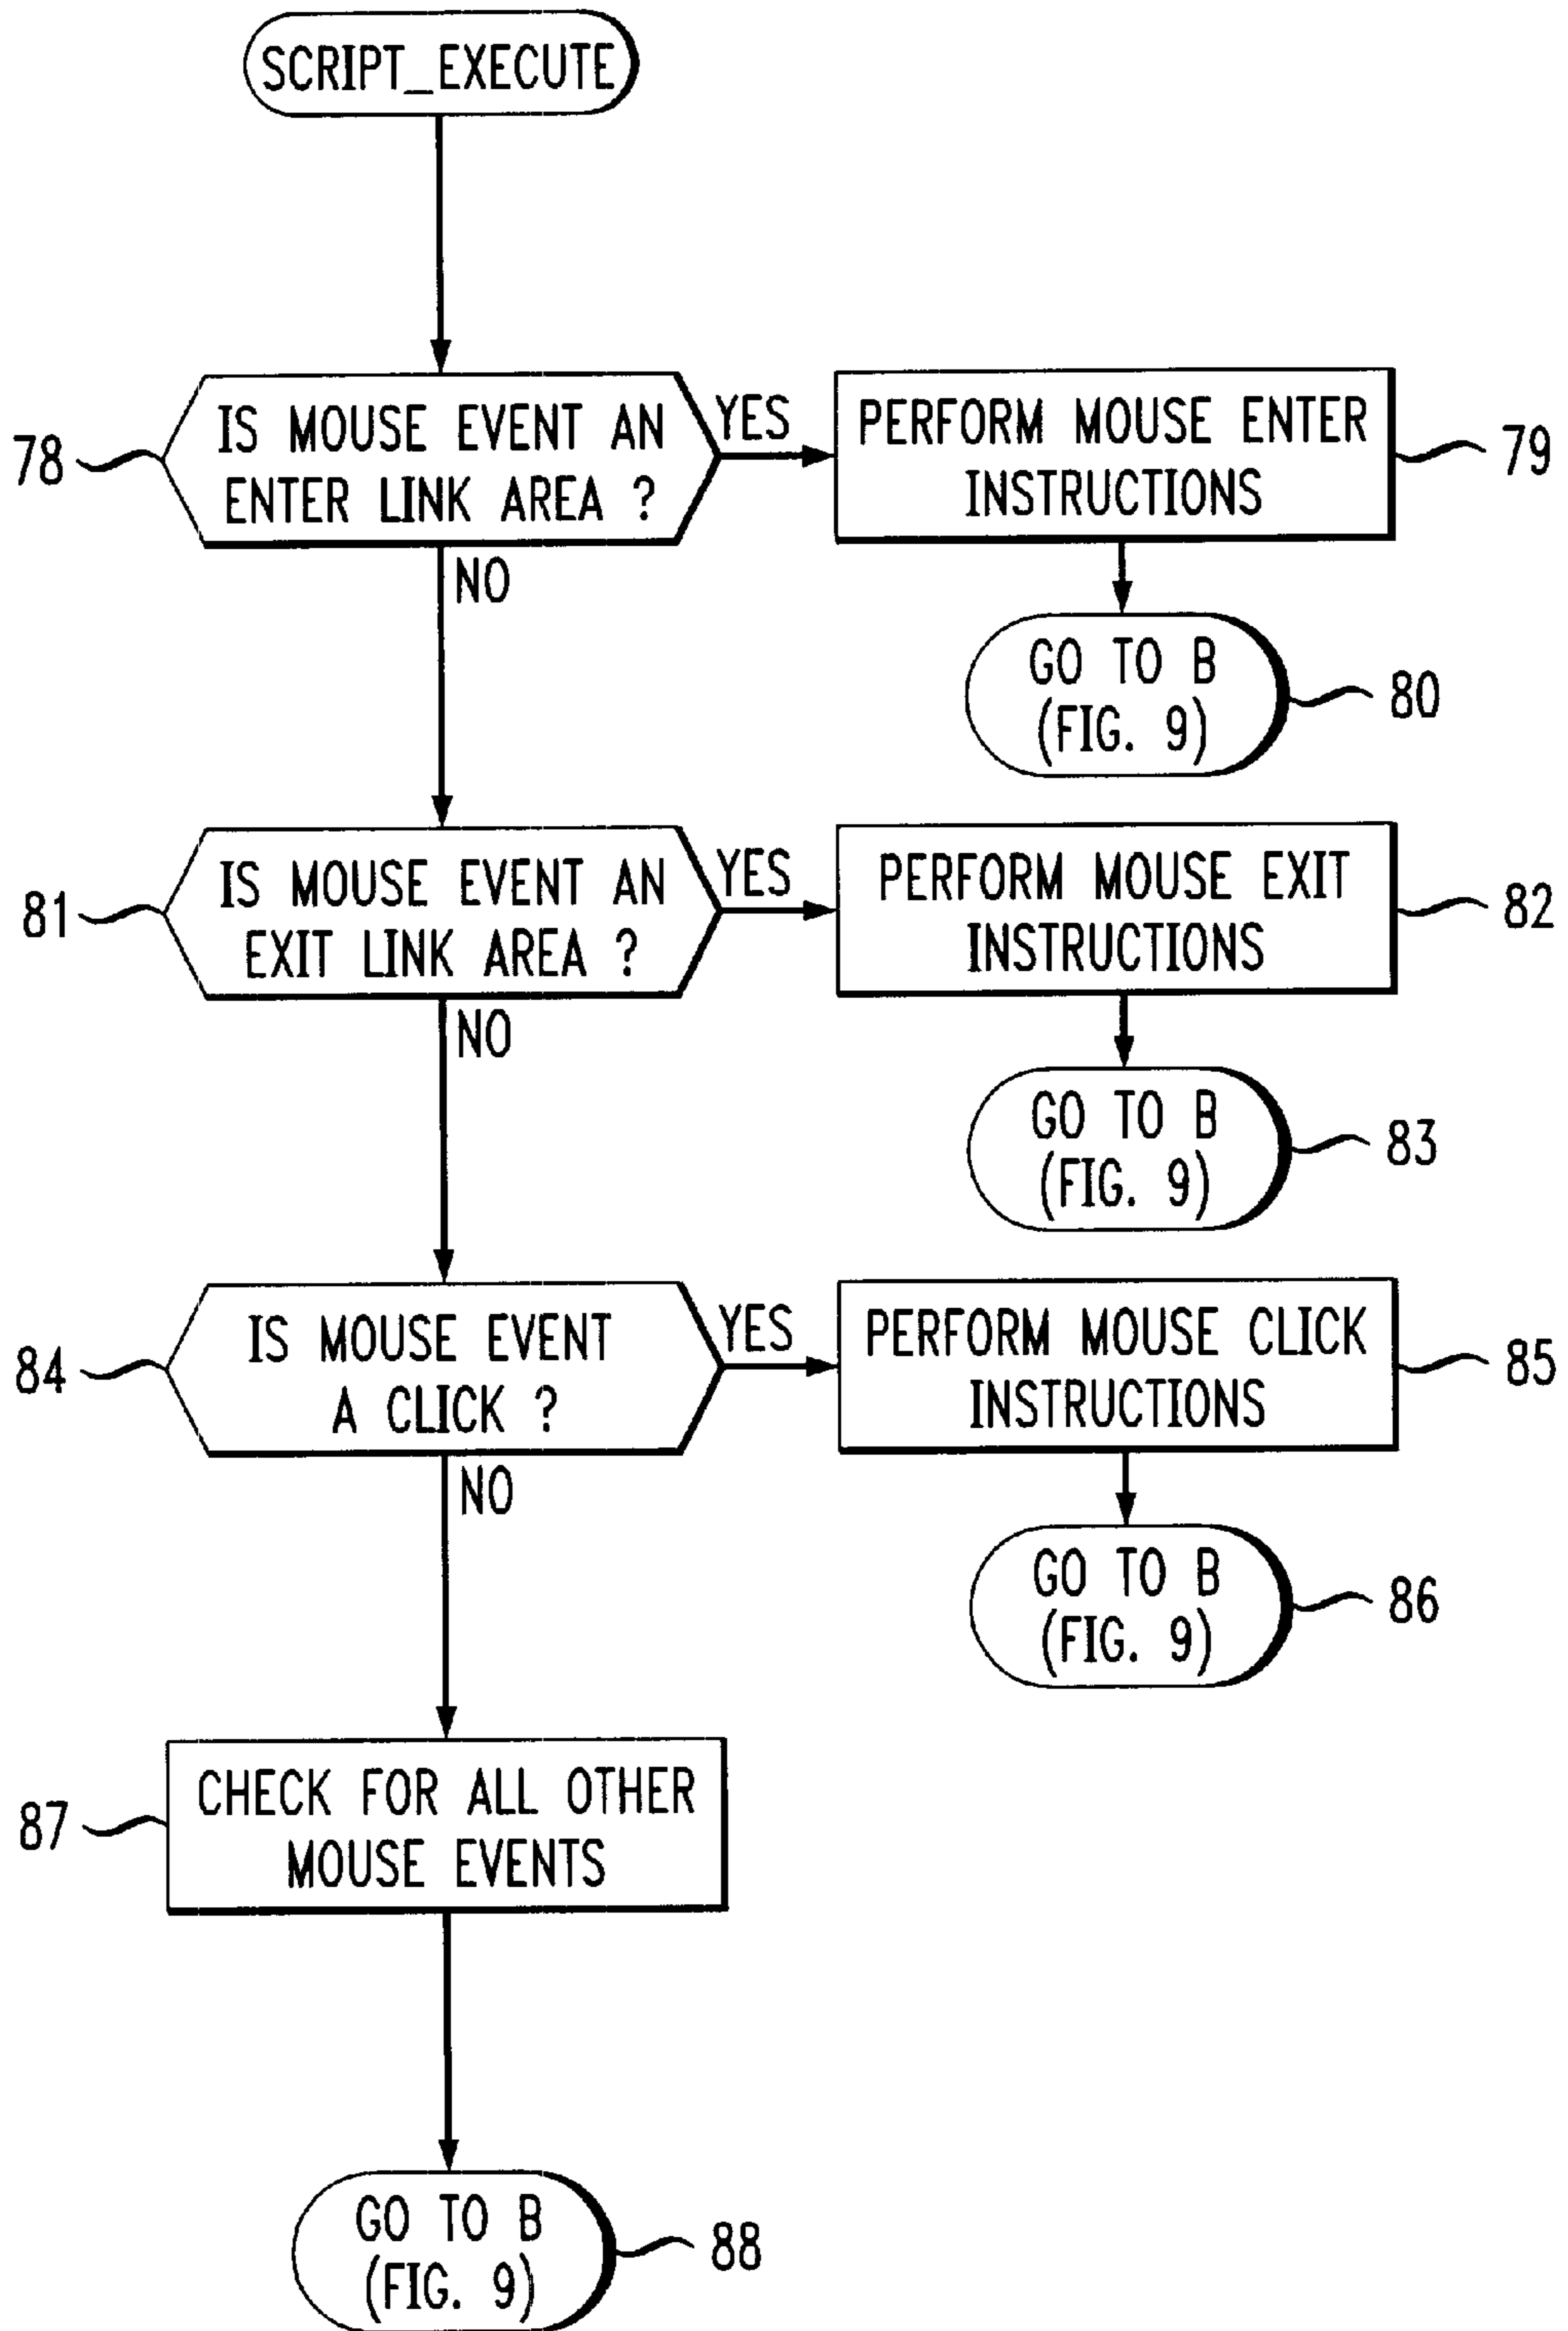 SCRIPT_EXECUTE
78
IS MOUSE EVENT AN
ENTER LINK AREA ?
YES
PERFORM MOUSE ENTER
INSTRUCTIONS
79
NO
GO TO B
(FIG. 9)
80
81
IS MOUSE EVENT AN
EXIT LINK AREA ?
YES
PERFORM MOUSE EXIT
INSTRUCTIONS
82
NO
GO TO B
(FIG. 9)
83
84
IS MOUSE EVENT
A CLICK ?
YES
PERFORM MOUSE CLICK
INSTRUCTIONS
85
NO
GO TO B
(FIG. 9)
86
87
CHECK FOR ALL OTHER
MOUSE EVENTS
GO TO B
(FIG. 9)
88